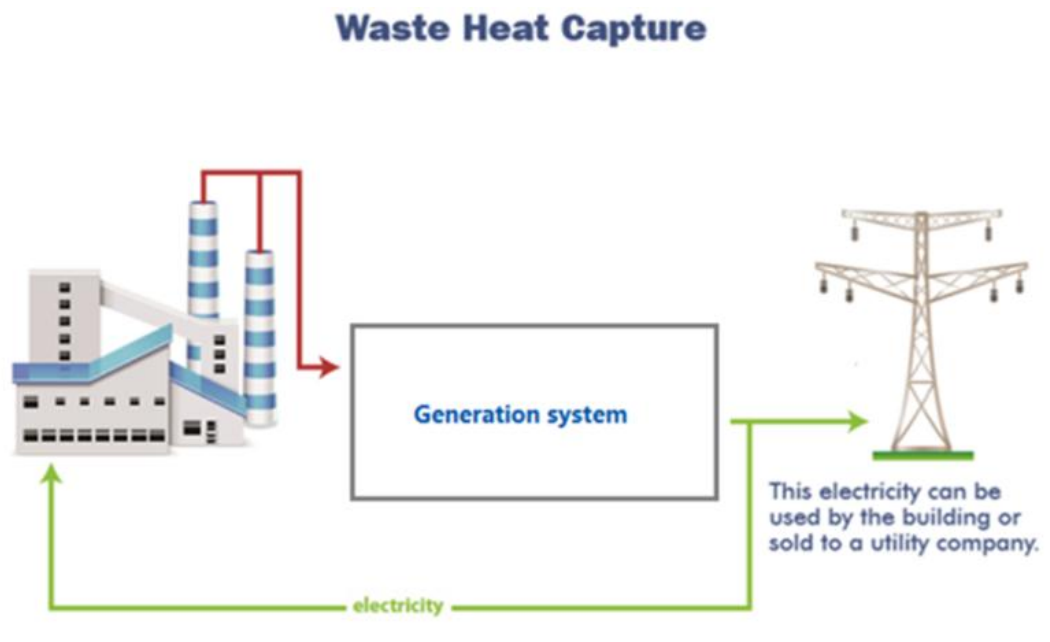 Waste Heat Capture
Generation system
This electricity can be
used by the building or
sold to a utility company.
electricity